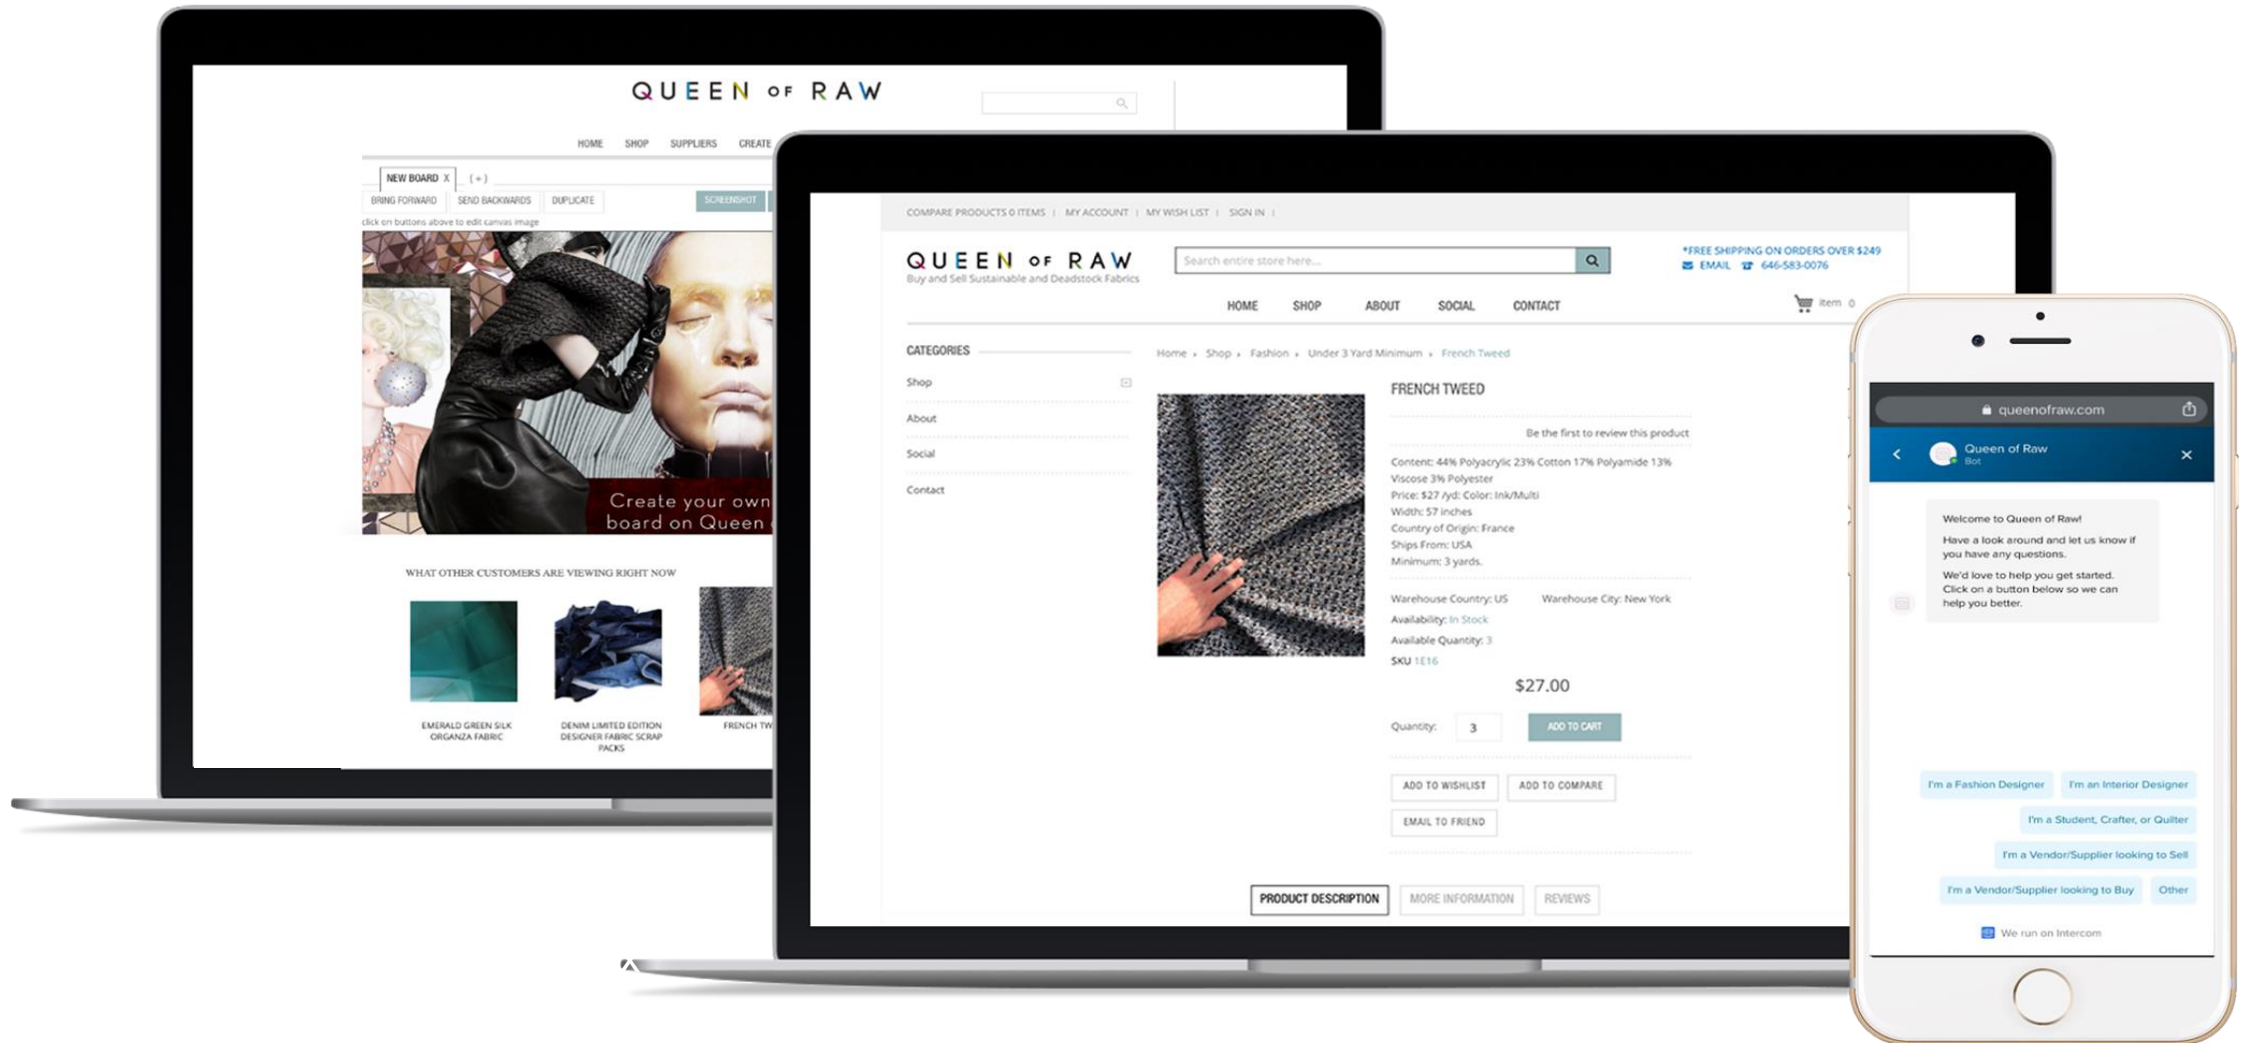 QUEEN OF RAW
HOME SHOP SUPPLIERS CREATE
NEW BOARD X (+)
BRING FORWARD SEND BACKWARDS DUPLICATE SCREENSHOT
click on buttons above to edit canvas image
Create your own
board on Queen
WHAT OTHER CUSTOMERS ARE VIEWING RIGHT NOW
EMERALD GREEN SILK
ORGANZA FABRIC
DENIM LIMITED EDITION
DESIGNER FABRIC SCRAP
PACKS
FRENCH TW
COMPARE PRODUCTS 0 ITEMS | MY ACCOUNT | MY WISH LIST | SIGN IN |
QUEEN OF RAW
Buy and Sell Sustainable and Deadstock Fabrics
Search entire store here...
*FREE SHIPPING ON ORDERS OVER $249
EMAIL 646-583-0076
HOME SHOP ABOUT SOCIAL CONTACT
item 0
CATEGORIES
Shop
About
Social
Contact
Home Shop Fashion Under 3 Yard Minimum French Tweed
FRENCH TWEED
Be the first to review this product
Content: 44% Polyacrylic 23% Cotton 17% Polyamide 13%
Viscose 3% Polyester
Price: $27 /yd: Color: Ink/Multi
Width: 57 inches
Country of Origin: France
Ships From: USA
Minimum: 3 yards.
Warehouse Country: US Warehouse City: New York
Availability: In Stock
Available Quantity: 3
SKU 1E16
$27.00
Quantity: 3 ADD TO CART
ADD TO WISHLIST ADD TO COMPARE
EMAIL TO FRIEND
PRODUCT DESCRIPTION MORE INFORMATION REVIEWS
queenofraw.com
Queen of Raw
Bot
Welcome to Queen of Raw!
Have a look around and let us know if
you have any questions.
We'd love to help you get started.
Click on a button below so we can
help you better.
I'm a Fashion Designer I'm an Interior Designer
I'm a Student, Crafter, or Quilter
I'm a Vendor/Supplier looking to Sell
I'm a Vendor/Supplier looking to Buy Other
We run on Intercom